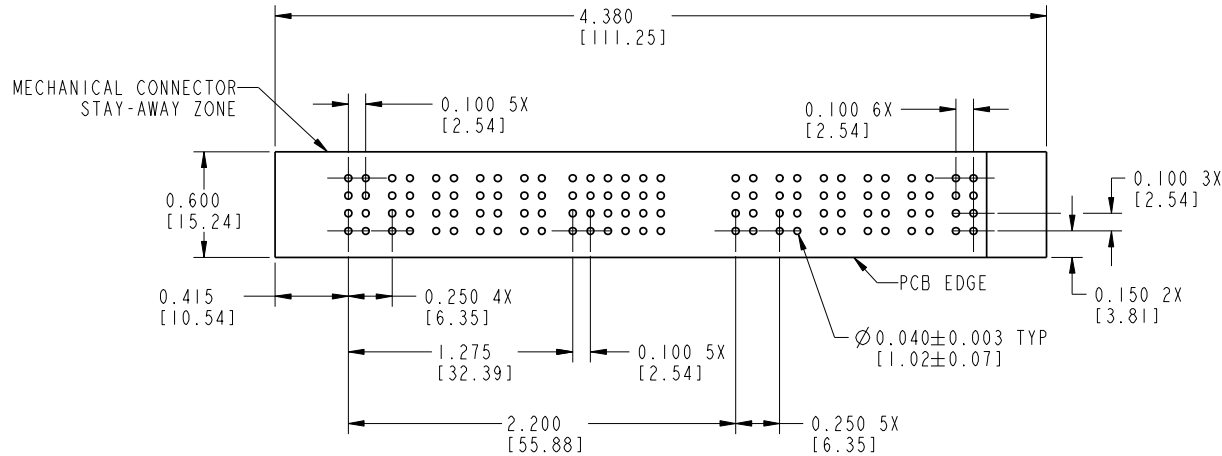 4.380
[111.25]
MECHANICAL CONNECTOR
STAY-AWAY ZONE
0.100 5X
[2.54]
0.100 6X
[2.54]
0.600
[15.24]
0.100 3X
[2.54]
0.415
[10.54]
0.250 4X
[6.35]
PCB EDGE
0.150 2X
[3.81]
1.275
[32.39]
0.100 5X
[2.54]
Ø0.040±0.003 TYP
[1.02±0.07]
2.200
[55.88]
0.250 5X
[6.35]